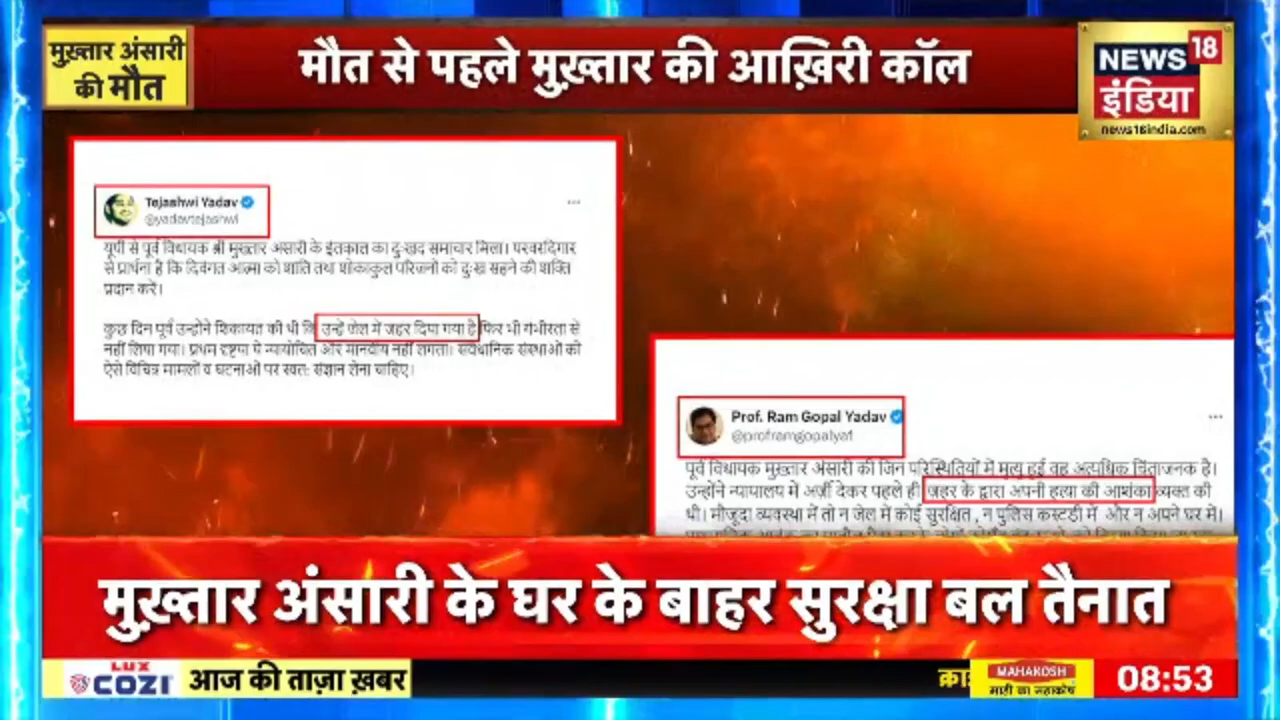 मुख़्तार अंसारी
की मौत
मौत से पहले मुख़्तार की आख़िरी कॉल
NEWS 18
इंडिया
news18india.com
Tejashwi Yadav
@yadavtejashwi
यूपी से पूर्व विधायक श्री मुख्तार अंसारी के इंतकाल का दुःखद समाचार मिला। परवरदिगार
से प्रार्थना है कि दिवंगत आत्मा को शांति तथा शोकाकुल परिजनों को दुःख सहने की शक्ति
प्रदान करें।
कुछ दिन पूर्व उन्होंने शिकायत की थी कि उन्हें जेल में जहर दिया गया है फिर भी गंभीरता से
नहीं लिया गया। प्रथम दृष्टया ये न्यायोचित और मानवीय नहीं लगता। संवैधानिक संस्थाओं को
ऐसे विचित्र मामलों व घटनाओं पर स्वत: संज्ञान लेना चाहिए।
Prof. Ram Gopal Yadav
@proframgopalya1
पूर्व विधायक मुख्तार अंसारी की जिन परिस्थितियों में मृत्यु हुई वह अत्यधिक चिंताजनक है।
उन्होंने न्यायालय में अर्ज़ी देकर पहले ही ज़हर के द्वारा अपनी हत्या की आशंका व्यक्त की
थी। मौजूदा व्यवस्था में तो न जेल में कोई सुरक्षित , न पुलिस कस्टडी में और न अपने घर में।
मुख़्तार अंसारी के घर के बाहर सुरक्षा बल तैनात
LUX
COZI
आज की ताज़ा ख़बर
MAHAKOSH
08:53